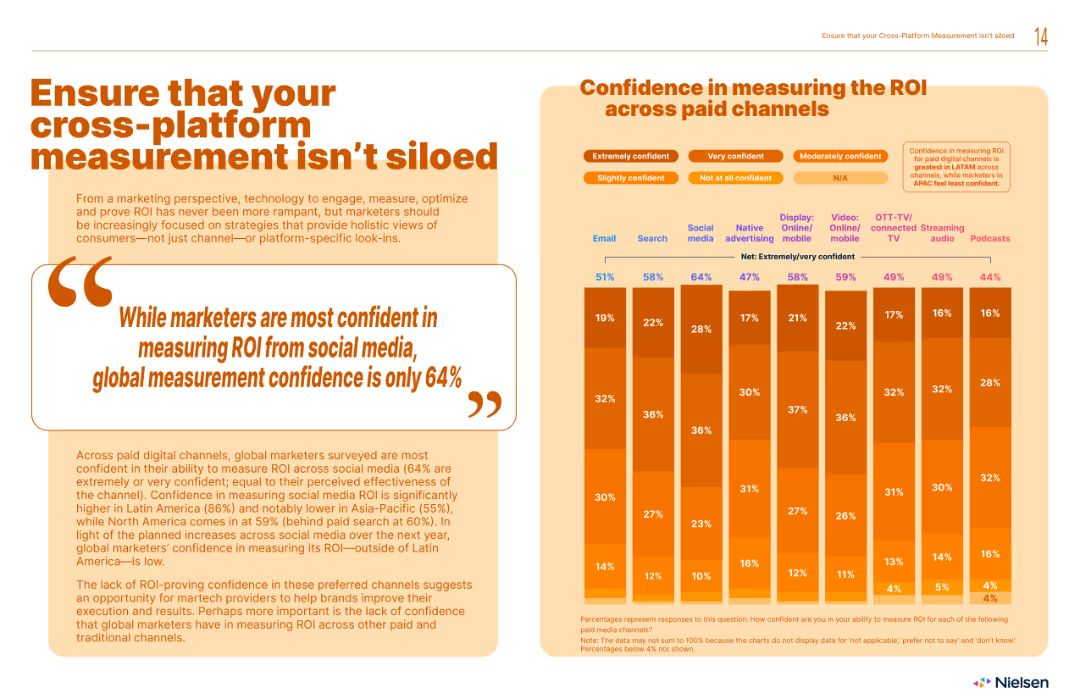 Ensure that your Cross-Platform Measurement isn't siloed
14
Ensure that your
cross-platform
measurement isn't siloed
From a marketing perspective, technology to engage, measure, optimize
and prove ROI has never been more rampant, but marketers should
be increasingly focused on strategies that provide holistic views of
consumers—not just channel—or platform-specific look-ins.
“
While marketers are most confident in
measuring ROI from social media,
global measurement confidence is only 64%
”
Across paid digital channels, global marketers surveyed are most
confident in their ability to measure ROI across social media (64% are
extremely or very confident; equal to their perceived effectiveness of
the channel). Confidence in measuring social media ROI is significantly
higher in Latin America (86%) and notably lower in Asia-Pacific (55%),
while North America comes in at 59% (behind paid search at 60%). In
light of the planned increases across social media over the next year,
global marketers' confidence in measuring its ROI—outside of Latin
America—is low.
The lack of ROI-proving confidence in these preferred channels suggests
an opportunity for martech providers to help brands improve their
execution and results. Perhaps more important is the lack of confidence
that global marketers have in measuring ROI across other paid and
traditional channels.
Confidence in measuring the ROI
across paid channels
Extremely confident Very confident Moderately confident
Slightly confident Not at all confident N/A
Confidence in measuring ROI
for paid digital channels is
greatest in LATAM across
channels, while marketers in
APAC feel least confident.
Email Search Social media Native advertising Display: Online/ mobile Video: Online/ mobile OTT-TV/ connected TV Streaming audio Podcasts
Net: Extremely/very confident
51% 58% 64% 47% 58% 59% 49% 49% 44%
19% 22% 28% 17% 21% 22% 17% 16% 16%
32% 36% 36% 30% 37% 36% 32% 32% 28%
30% 27% 23% 31% 27% 26% 31% 30% 32%
14% 12% 10% 16% 12% 11% 13% 14% 16%
4% 5% 4%
4%
Percentages represent responses to this question: How confident are you in your ability to measure ROI for each of the following
paid media channels?
Note: The data may not sum to 100% because the charts do not display data for 'not applicable', 'prefer not to say' and 'don't know'.
Percentages below 4% not shown.
Nielsen